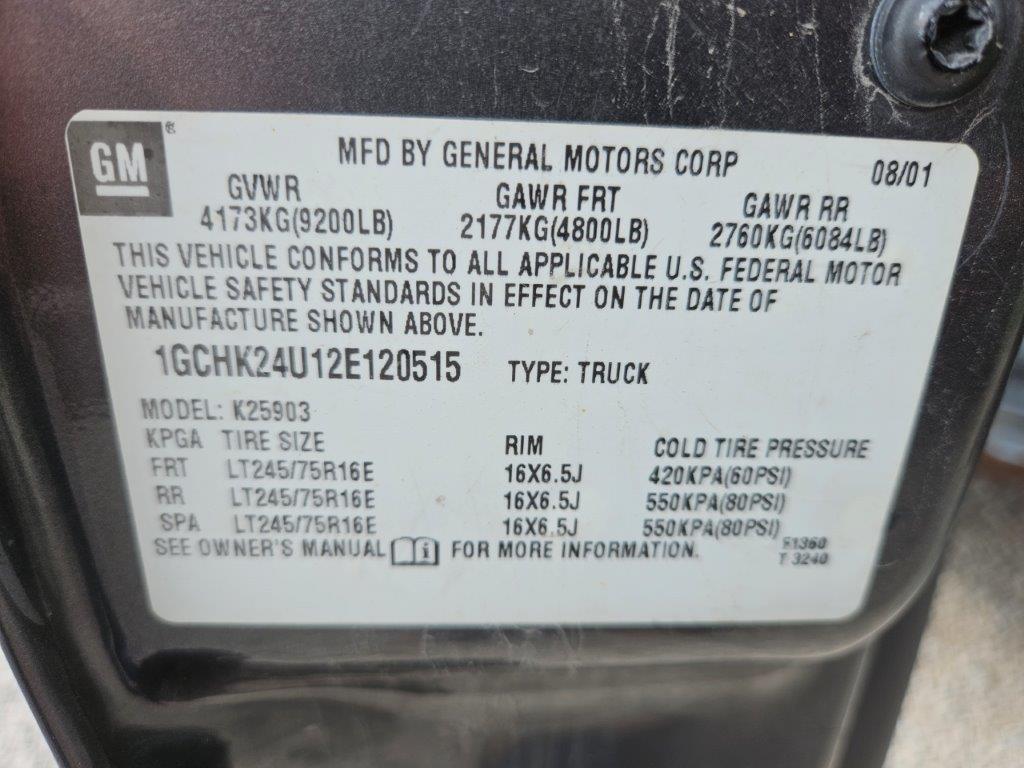 GM
MFD BY GENERAL MOTORS CORP 08/01
GVWR GAWR FRT GAWR RR
4173KG(9200LB) 2177KG(4800LB) 2760KG(6084LB)
THIS VEHICLE CONFORMS TO ALL APPLICABLE U.S. FEDERAL MOTOR
VEHICLE SAFETY STANDARDS IN EFFECT ON THE DATE OF
MANUFACTURE SHOWN ABOVE.
1GCHK24U12E120515 TYPE: TRUCK
MODEL: K25903
KPGA TIRE SIZE RIM COLD TIRE PRESSURE
FRT LT245/75R16E 16X6.5J 420KPA(60PSI)
RR LT245/75R16E 16X6.5J 550KPA(80PSI)
SPA LT245/75R16E 16X6.5J 550KPA(80PSI)
SEE OWNER'S MANUAL i FOR MORE INFORMATION.
T 3240